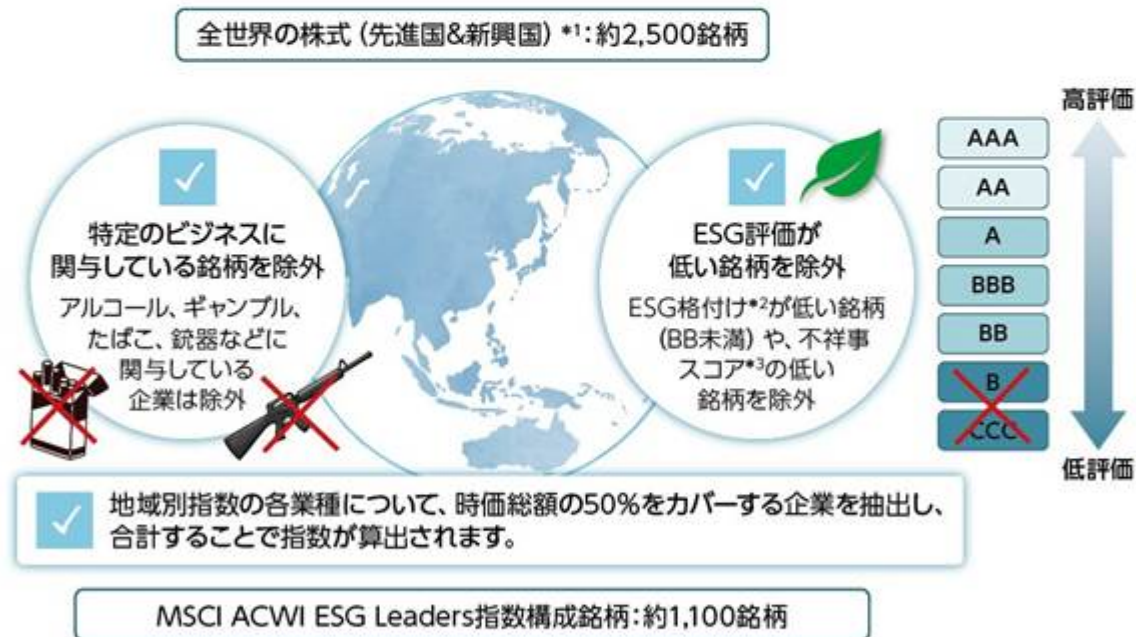 全世界の株式（先進国&新興国）*1：約2,500銘柄
特定のビジネスに
関与している銘柄を除外
アルコール、ギャンブル、
たばこ、銃器などに
関与している
企業は除外
ESG評価が
低い銘柄を除外
ESG格付け*2が低い銘柄
（BB未満）や、不祥事
スコア*3の低い
銘柄を除外
高評価
AAA
AA
A
BBB
BB
B
CCC
低評価
地域別指数の各業種について、時価総額の50%をカバーする企業を抽出し、
合計することで指数が算出されます。
MSCI ACWI ESG Leaders指数構成銘柄：約1,100銘柄